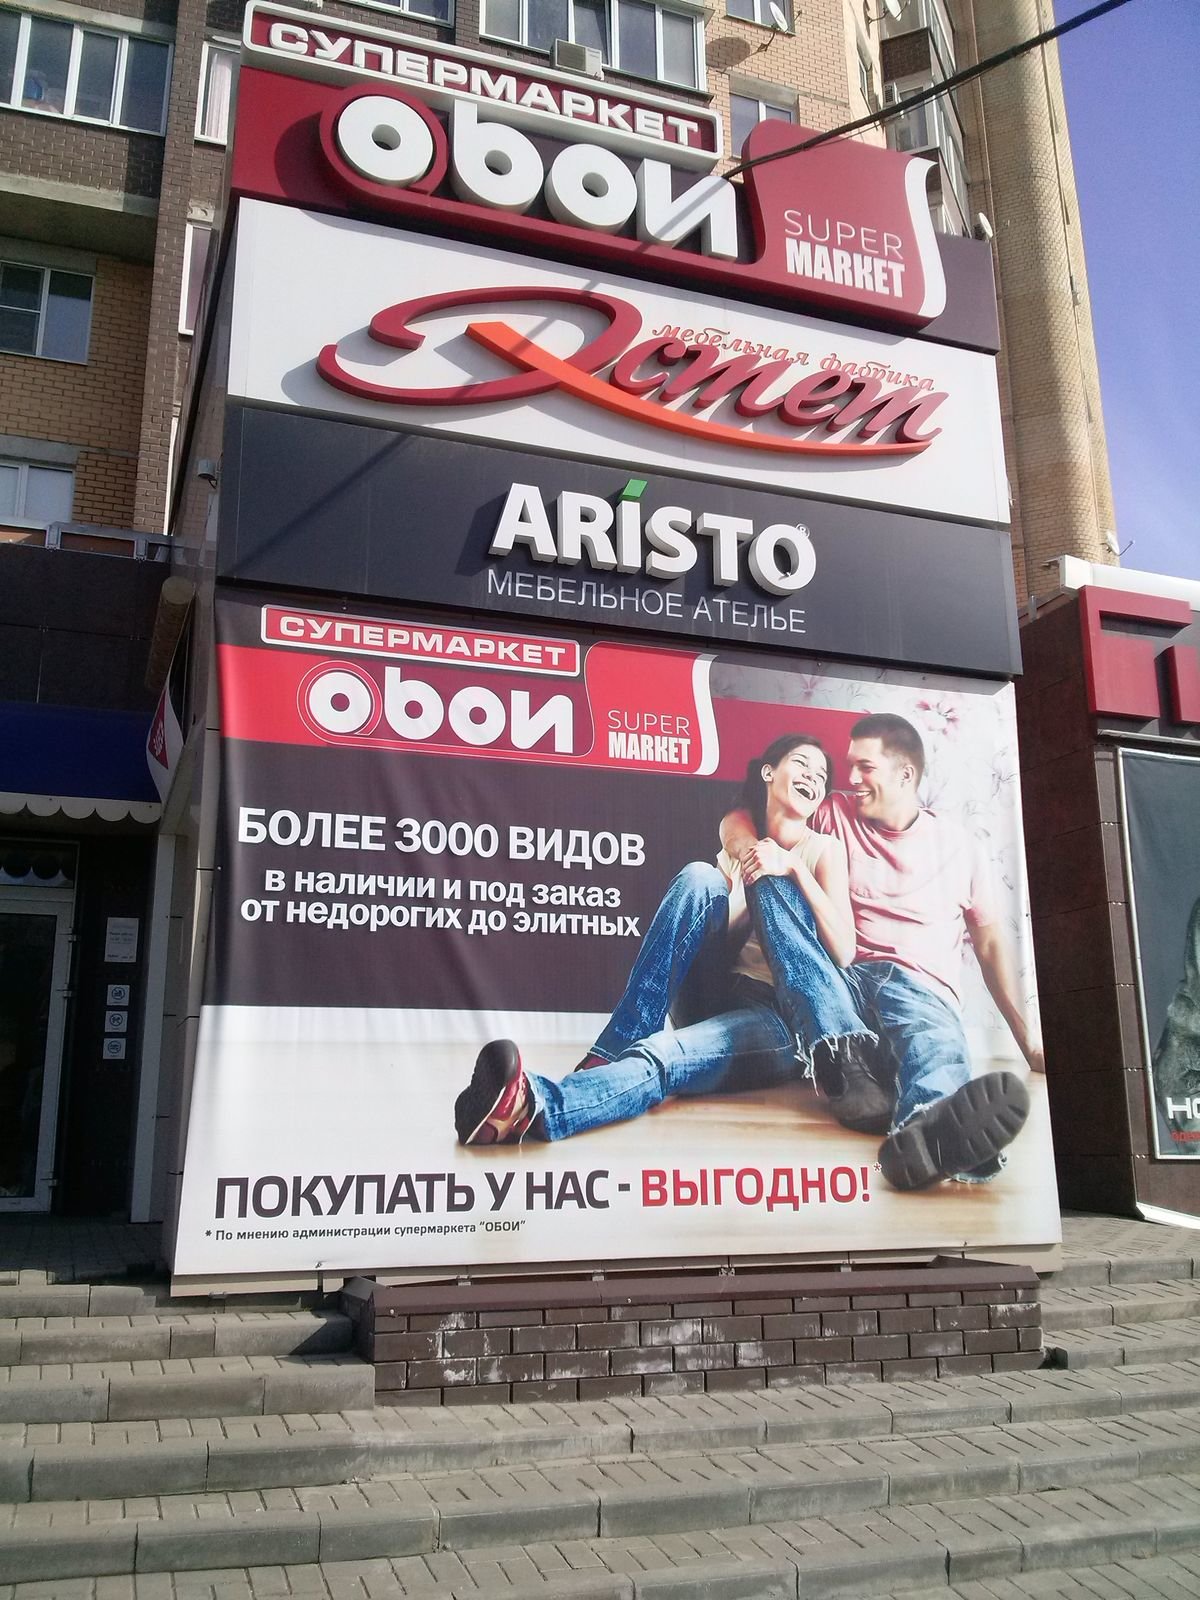 СУПЕРМАРКЕТ
Обои
SUPER
MARKET
мебельная фабрика
Эстет
ARISTO®
МЕБЕЛЬНОЕ АТЕЛЬЕ
СУПЕРМАРКЕТ
Обои
SUPER
MARKET
БОЛЕЕ 3000 ВИДОВ
в наличии и под заказ
от недорогих до элитных
ПОКУПАТЬ У НАС - ВЫГОДНО!*
* По мнению администрации супермаркета "ОБОИ"